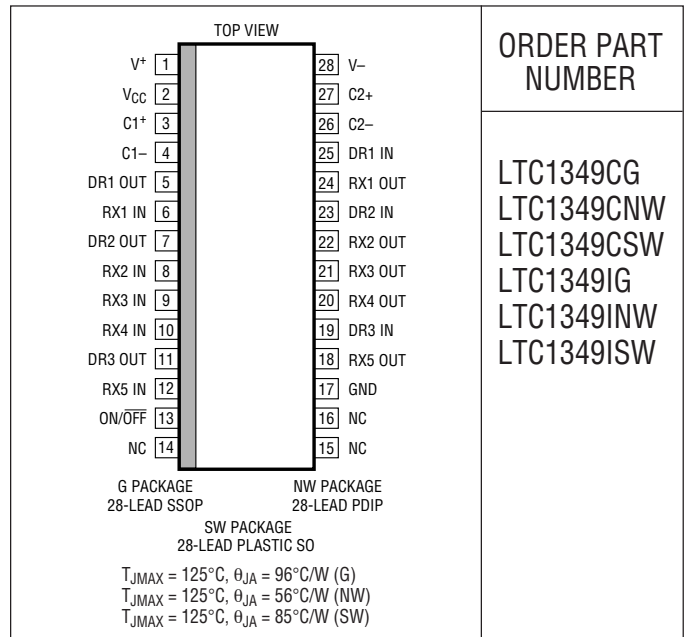 TOP VIEW
V+ 1
VCC 2
C1+ 3
C1– 4
DR1 OUT 5
RX1 IN 6
DR2 OUT 7
RX2 IN 8
RX3 IN 9
RX4 IN 10
DR3 OUT 11
RX5 IN 12
ON/O̅F̅F̅ 13
NC 14
28 V–
27 C2+
26 C2–
25 DR1 IN
24 RX1 OUT
23 DR2 IN
22 RX2 OUT
21 RX3 OUT
20 RX4 OUT
19 DR3 IN
18 RX5 OUT
17 GND
16 NC
15 NC
G PACKAGE
28-LEAD SSOP
NW PACKAGE
28-LEAD PDIP
SW PACKAGE
28-LEAD PLASTIC SO
TJMAX = 125°C, θJA = 96°C/W (G)
TJMAX = 125°C, θJA = 56°C/W (NW)
TJMAX = 125°C, θJA = 85°C/W (SW)
ORDER PART
NUMBER
LTC1349CG
LTC1349CNW
LTC1349CSW
LTC1349IG
LTC1349INW
LTC1349ISW